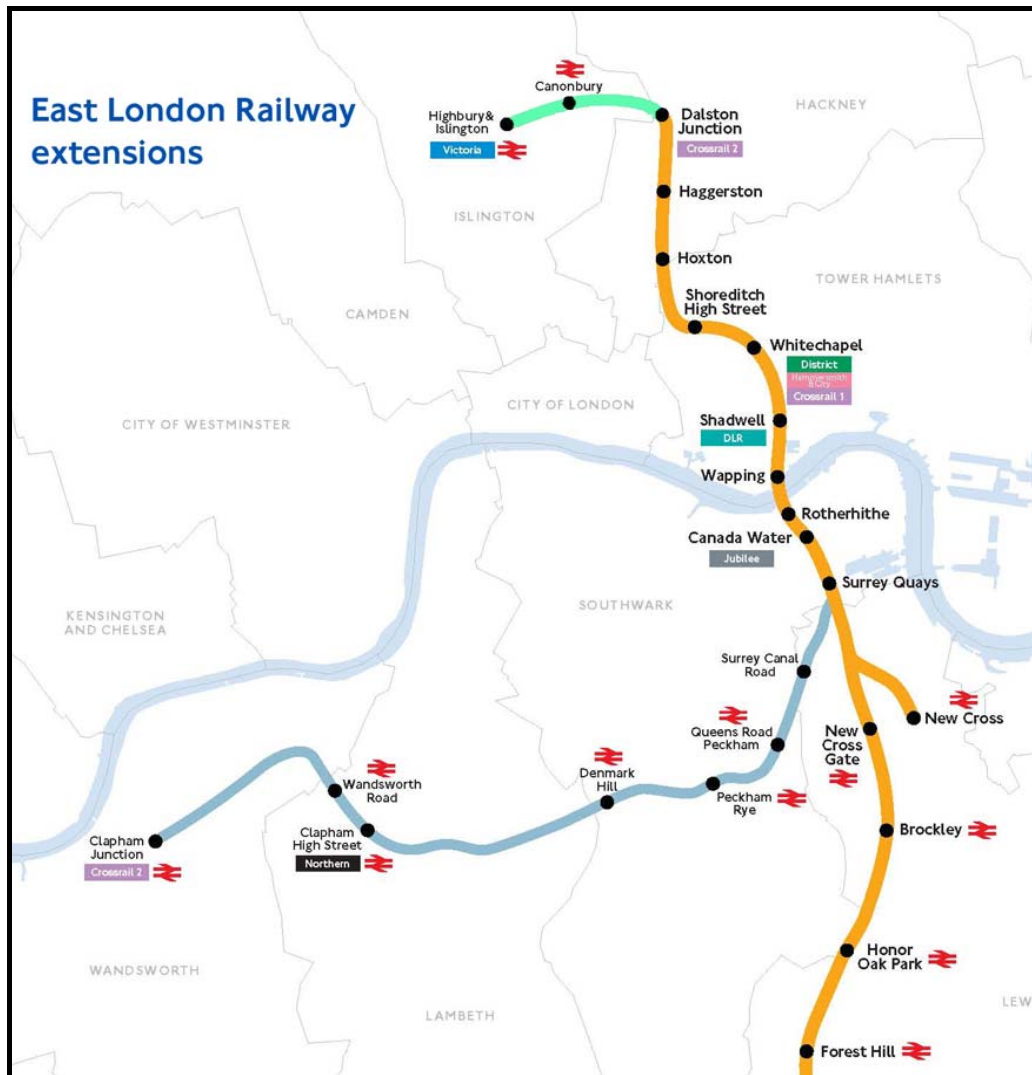 East London Railway
extensions
Canonbury
Highbury &
Islington
Victoria
Dalston
Junction
Crossrail 2
HACKNEY
Haggerston
ISLINGTON
Hoxton
TOWER HAMLETS
Shoreditch
High Street
CAMDEN
Whitechapel
District
Hammersmith
& City
Crossrail 1
CITY OF LONDON
CITY OF WESTMINSTER
Shadwell
DLR
Wapping
Rotherhithe
Canada Water
Jubilee
Surrey Quays
SOUTHWARK
KENSINGTON
AND CHELSEA
Surrey Canal
Road
New Cross
Queens Road
Peckham
New
Cross
Gate
Denmark
Hill
Wandsworth
Road
Peckham
Rye
Clapham
Junction
Crossrail 2
Clapham
High Street
Northern
Brockley
Honor
Oak Park
WANDSWORTH
LEW
LAMBETH
Forest Hill